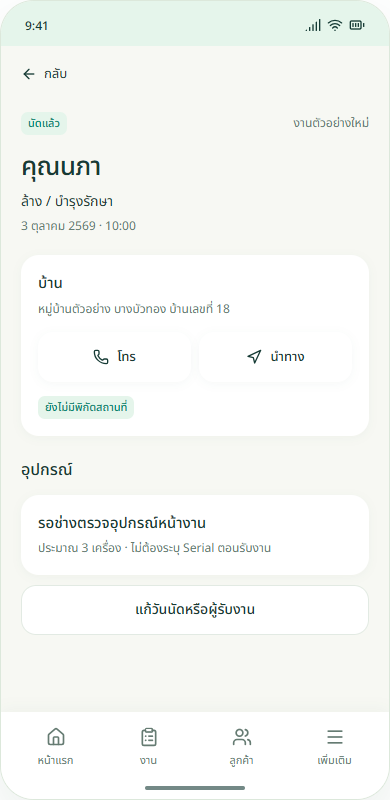 9:41
กลับ
นัดแล้ว
งานตัวอย่างใหม่
คุณนภา
ล้าง / บำรุงรักษา
3 ตุลาคม 2569 · 10:00
บ้าน
หมู่บ้านตัวอย่าง บางบัวทอง บ้านเลขที่ 18
โทร
นำทาง
ยังไม่มีพิกัดสถานที่
อุปกรณ์
รอช่างตรวจอุปกรณ์หน้างาน
ประมาณ 3 เครื่อง · ไม่ต้องระบุ Serial ตอนรับงาน
แก้วันนัดหรือผู้รับงาน
หน้าแรก
งาน
ลูกค้า
เพิ่มเติม